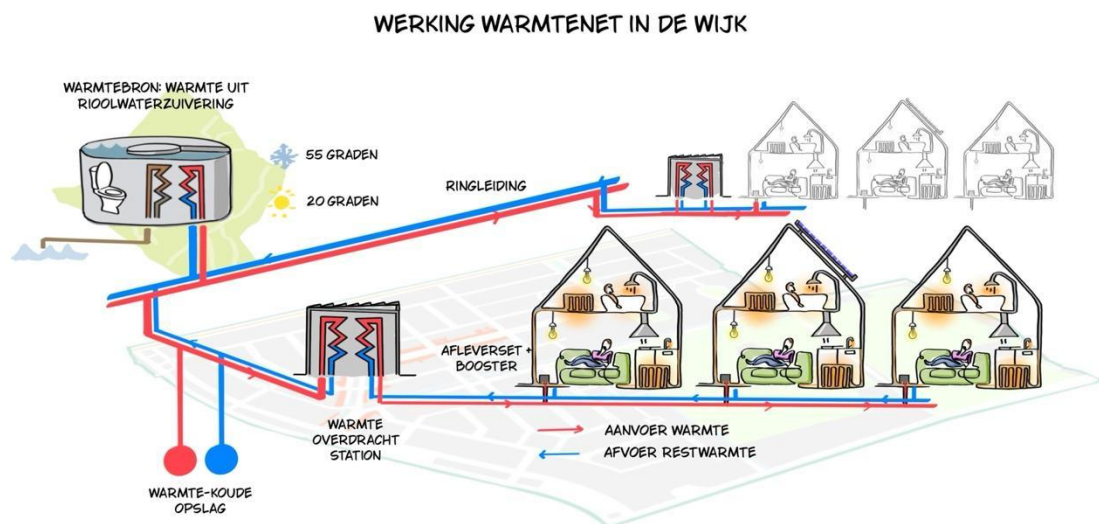 WERKING WARMTENET IN DE WIJK
WARMTEBRON: WARMTE UIT
RIOOLWATERZUIVERING
55 GRADEN
20 GRADEN
RINGLEIDING
AFLEVERSET +
BOOSTER
WARMTE
OVERDRACHT
STATION
AANVOER WARMTE
AFVOER RESTWARMTE
WARMTE-KOUDE
OPSLAG